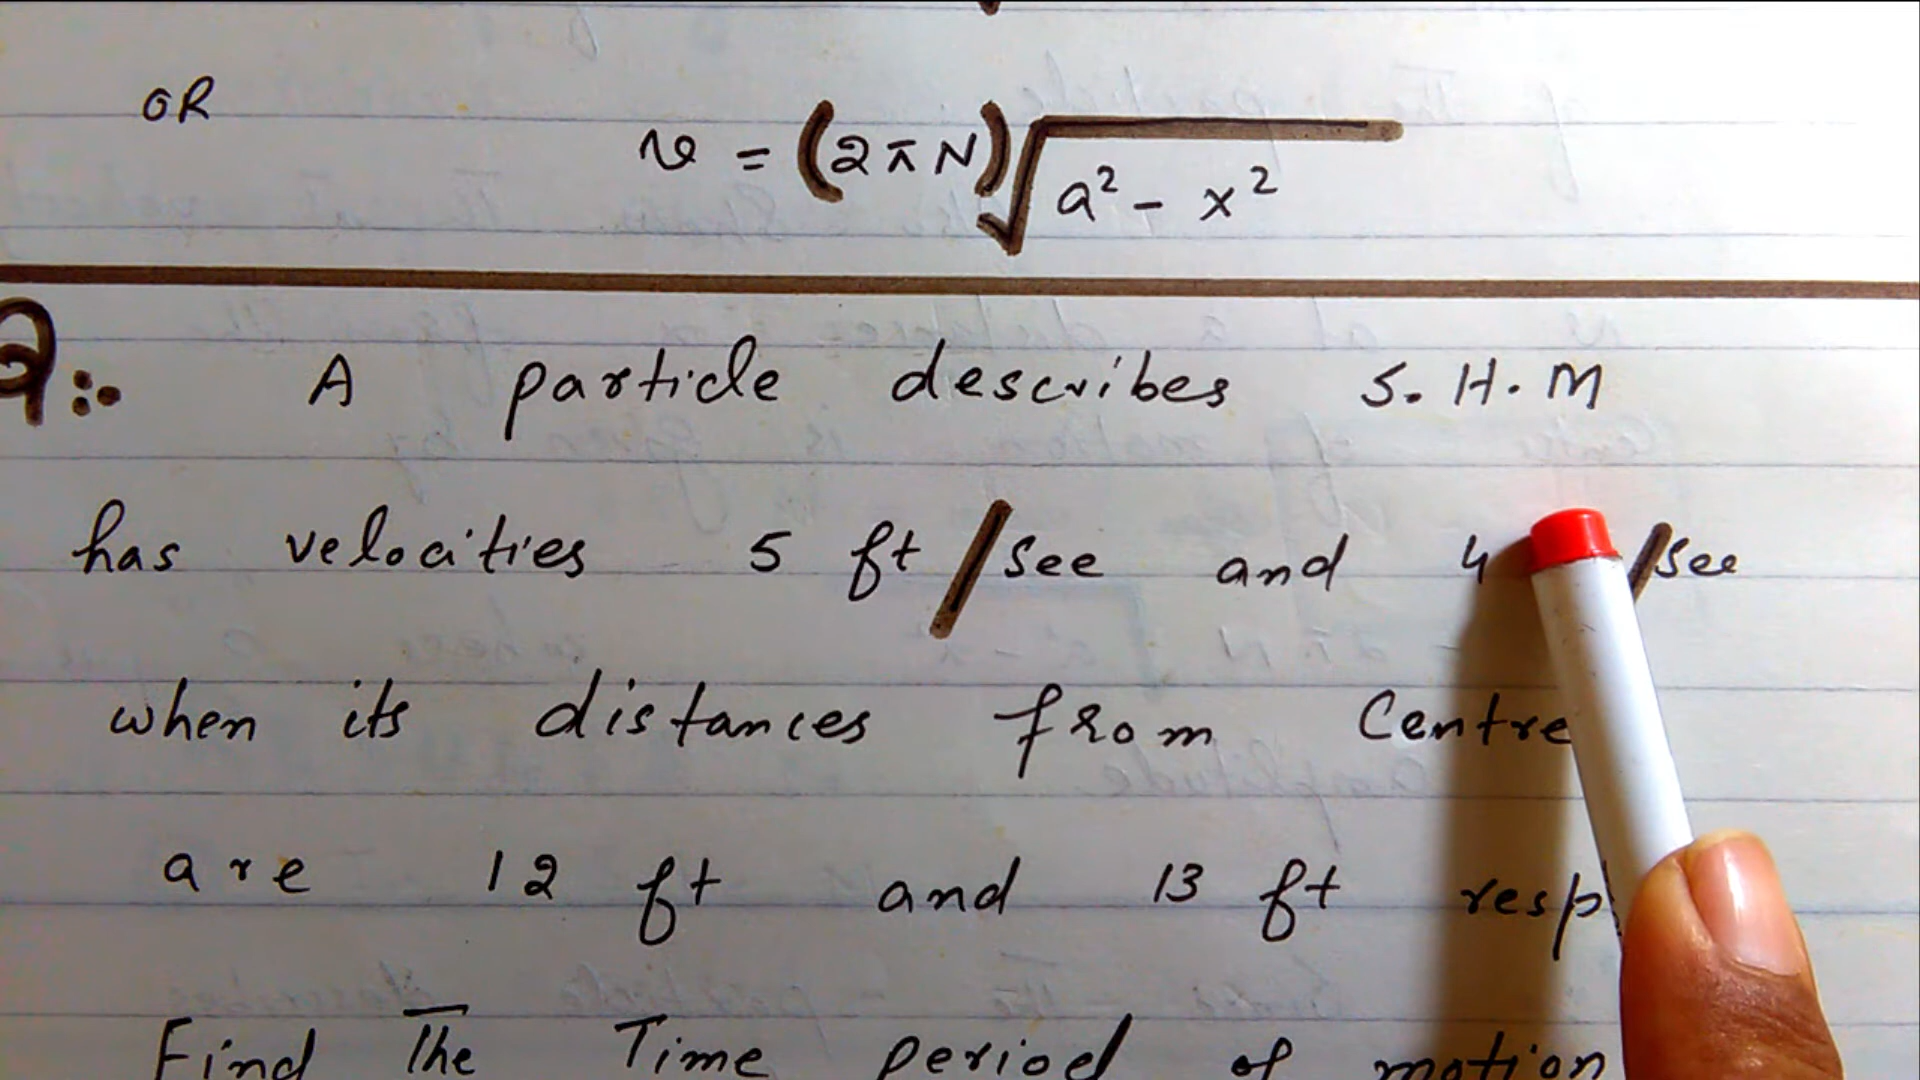 OR
v = (2πN)√a² - x²
Q:- A particle describes S.H.M
has velocities 5 ft/sec and 4 /sec
when its distances from Centre
are 12 ft and 13 ft resp
Find The Time period of motion